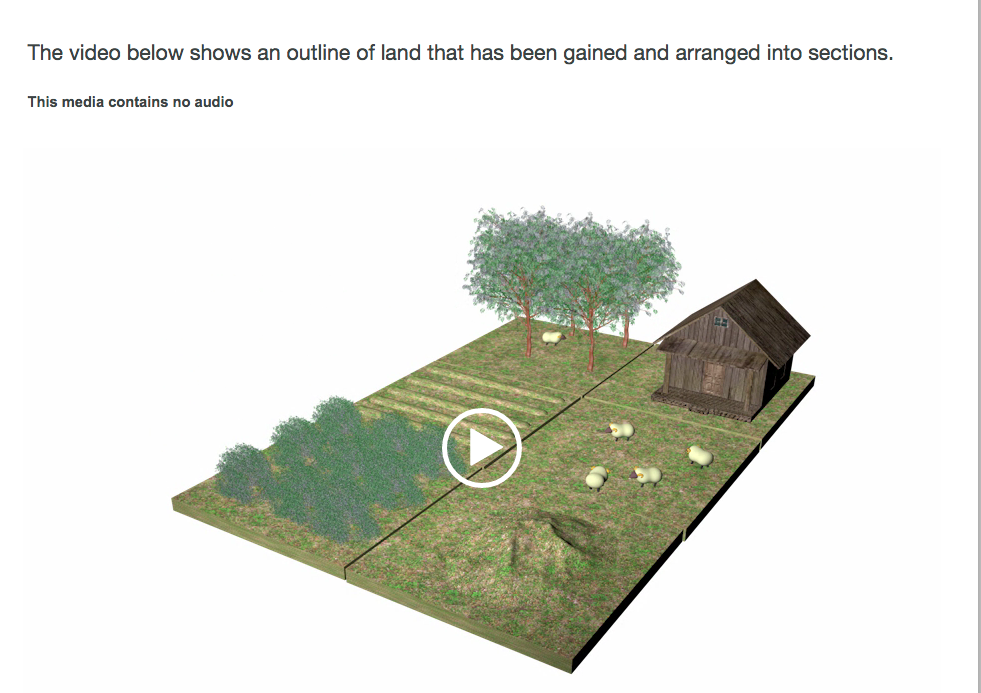 The video below shows an outline of land that has been gained and arranged into sections.
This media contains no audio